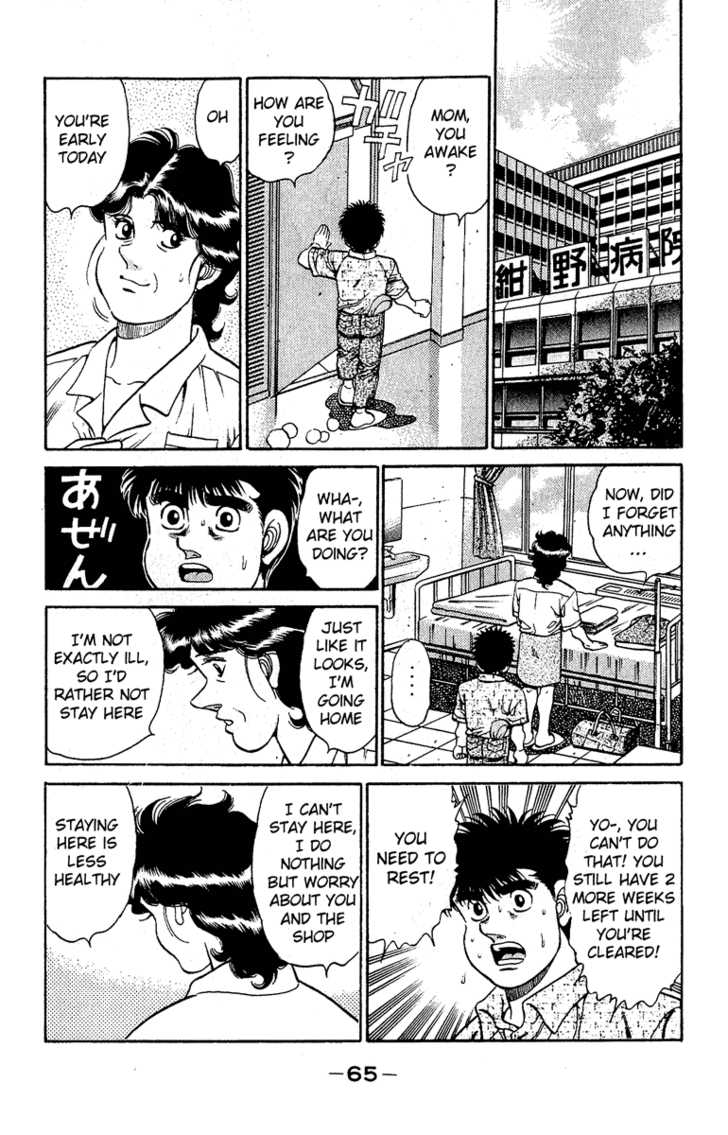 紺野病院
MOM,
YOU
AWAKE
?
ガチャ
HOW ARE
YOU
FEELING
?
OH
YOU'RE
EARLY
TODAY
NOW, DID
I FORGET
ANYTHING
...
...
WHA-,
WHAT
ARE YOU
DOING?
あぜん
JUST
LIKE IT
LOOKS,
I'M
GOING
HOME
I'M NOT
EXACTLY ILL,
SO I'D
RATHER NOT
STAY HERE
YO-, YOU
CAN'T DO
THAT! YOU
STILL HAVE 2
MORE WEEKS
LEFT UNTIL
YOU'RE
CLEARED!
YOU
NEED TO
REST!
I CAN'T
STAY HERE,
I DO
NOTHING
BUT WORRY
ABOUT YOU
AND THE
SHOP
STAYING
HERE IS
LESS
HEALTHY
-65-